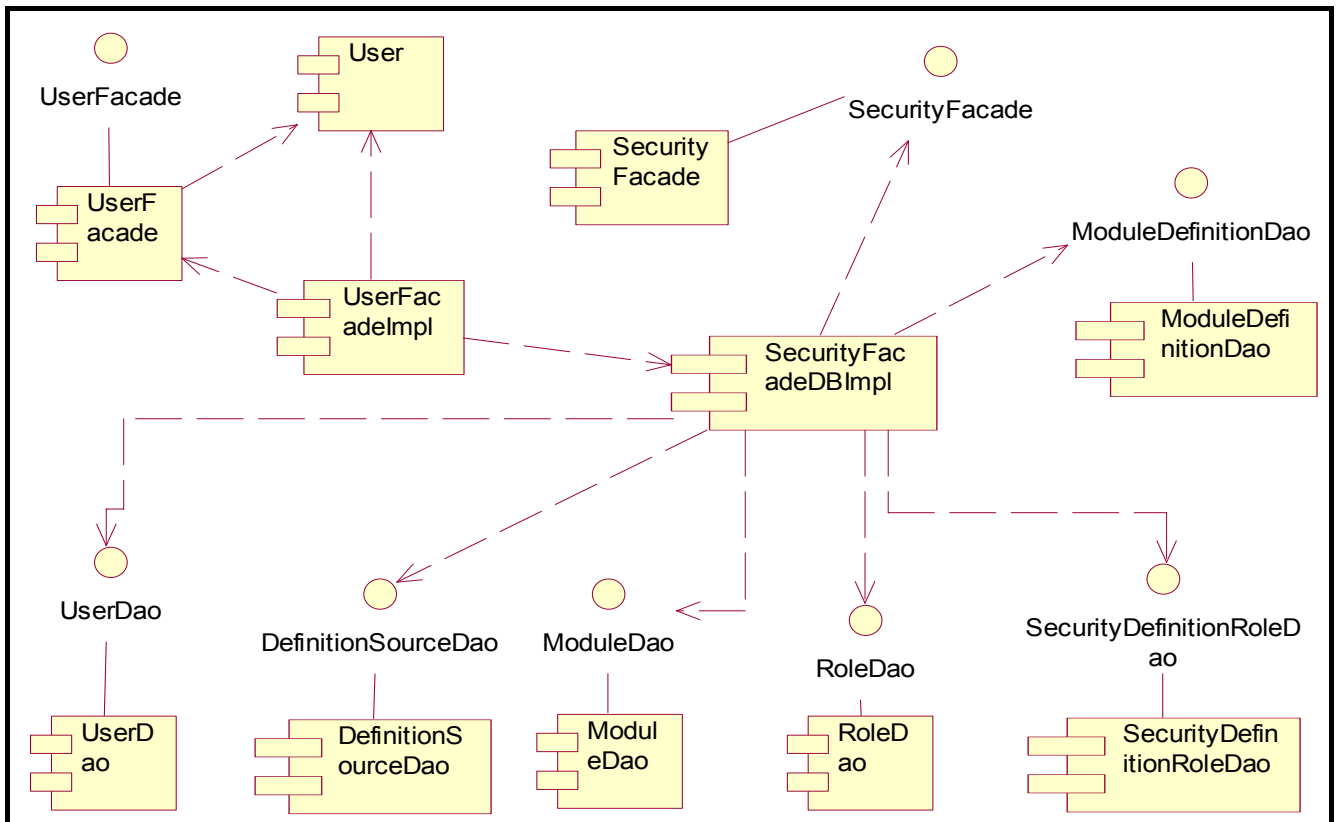 User
UserFacade
SecurityFacade
Security
Facade
UserF
acade
ModuleDefinitionDao
UserFac
adeImpl
ModuleDefi
nitionDao
SecurityFac
adeDBImpl
UserDao
DefinitionSourceDao
ModuleDao
RoleDao
SecurityDefinitionRoleD
ao
UserD
ao
DefinitionS
ourceDao
Modul
eDao
RoleD
ao
SecurityDefin
itionRoleDao